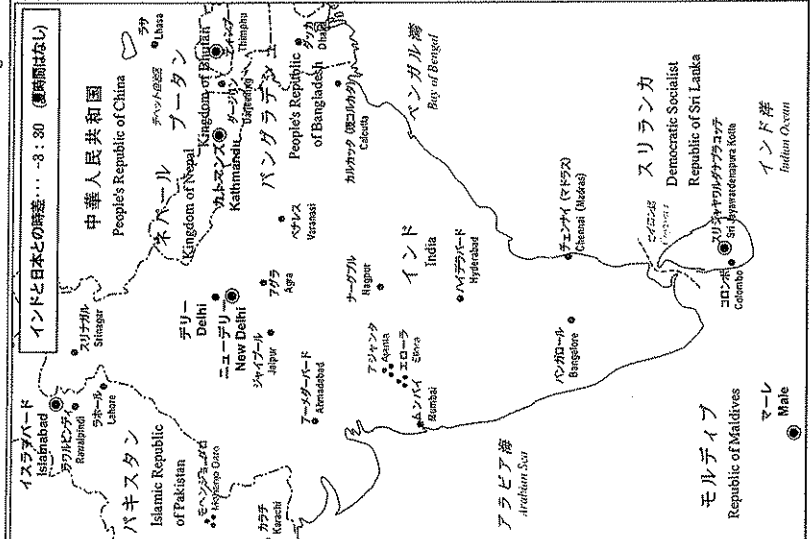 インドと日本との時差・・・-3：30 (夏時間はなし)
イスラマバード
Islamabad
ラワルピンディ
Rawalpindi
ラホール
Lahore
スリナガル
Srinagar
中華人民共和国
People's Republic of China
ラサ
Lhasa
チベット自治区
パキスタン
Islamic Republic
of Pakistan
モヘンジョ・ダロ
Mohenjo Daro
カラチ
Karachi
デリー
Delhi
ニューデリー
New Delhi
ジャイプール
Jaipur
アグラ
Agra
ネパール
Kingdom of Nepal
カトマンズ
Kathmandu
ブータン
Kingdom of Bhutan
ティンプー
Thimphu
ダージリン
Darjeeling
バングラデシュ
People's Republic
of Bangladesh
ダッカ
Dhaka
ベナレス
Varanasi
カルカッタ (現コルカタ)
Calcutta
アーメダーバード
Ahmadabad
ナーグプル
Nagpur
アジャンタ
Ajanta
エローラ
Ellora
ムンバイ
Mumbai
インド
India
ハイデラバード
Hyderabad
ベンガル湾
Bay of Bengal
アラビア海
Arabian Sea
バンガロール
Bangalore
チェンナイ (マドラス)
Chennai (Madras)
スリランカ
Democratic Socialist
Republic of Sri Lanka
スリジャヤワルダナプラコッテ
Sri Jayawardenapura Kotte
コロンボ
Colombo
モルディブ
Republic of Maldives
マーレ
Male
インド洋
Indian Ocean